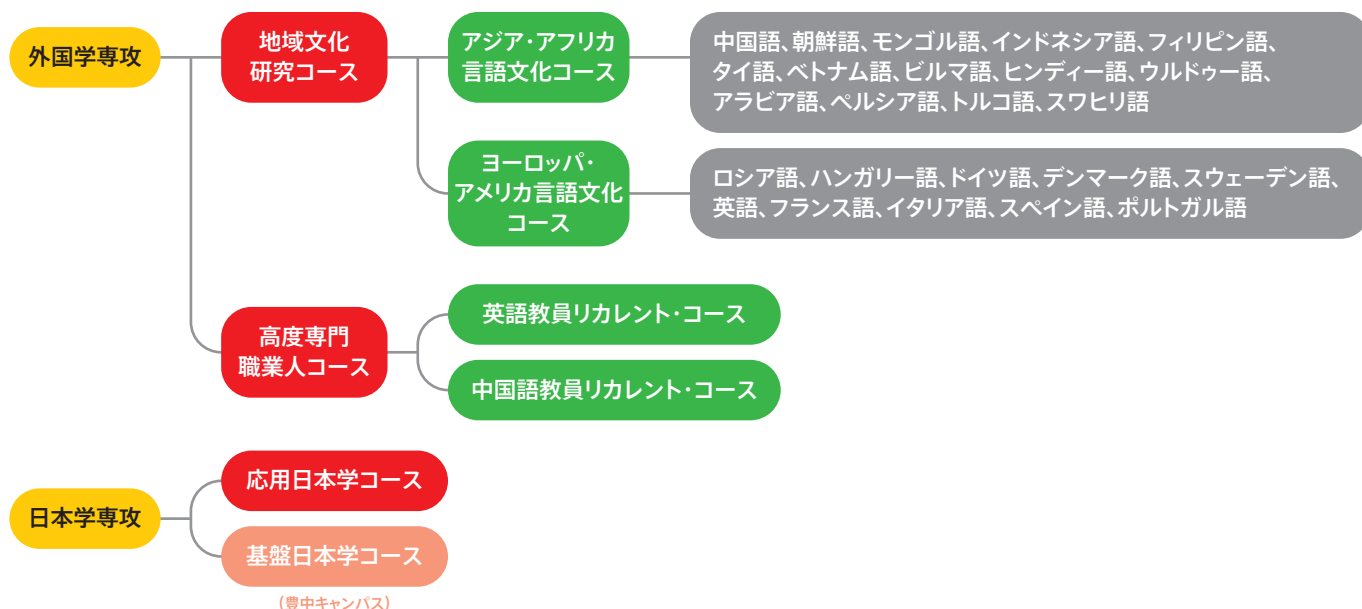 外国学専攻
地域文化
研究コース
アジア・アフリカ
言語文化コース
中国語、朝鮮語、モンゴル語、インドネシア語、フィリピン語、
タイ語、ベトナム語、ビルマ語、ヒンディー語、ウルドゥー語、
アラビア語、ペルシア語、トルコ語、スワヒリ語
ヨーロッパ・
アメリカ言語文化
コース
ロシア語、ハンガリー語、ドイツ語、デンマーク語、スウェーデン語、
英語、フランス語、イタリア語、スペイン語、ポルトガル語
高度専門
職業人コース
英語教員リカレント・コース
中国語教員リカレント・コース
日本学専攻
応用日本学コース
基盤日本学コース
(豊中キャンパス)